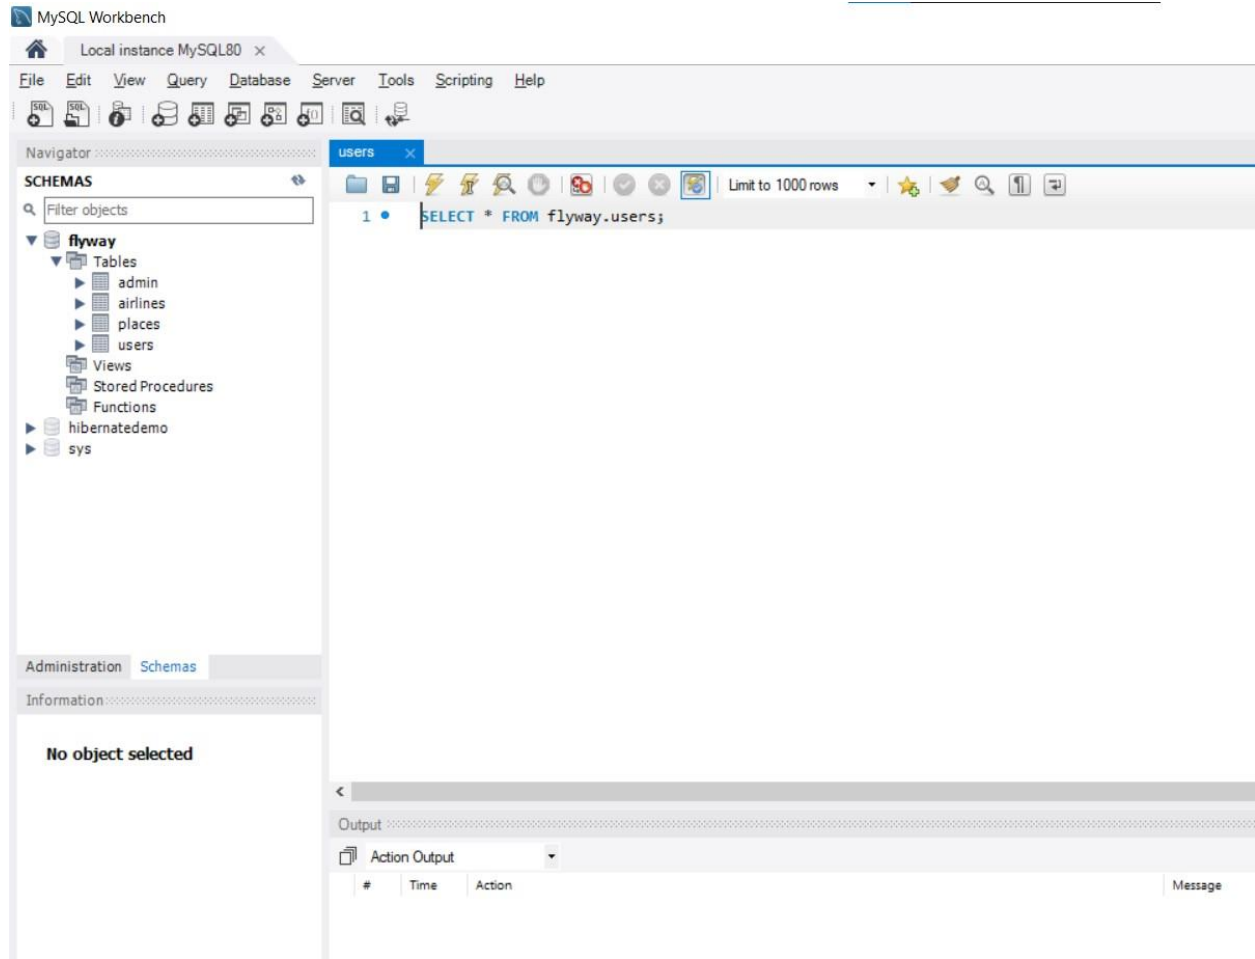 MySQL Workbench
Local instance MySQL80 ×
File Edit View Query Database Server Tools Scripting Help
Navigator
users ×
SCHEMAS
Limit to 1000 rows
Filter objects
1 SELECT * FROM flyway.users;
flyway
Tables
admin
airlines
places
users
Views
Stored Procedures
Functions
hibernatedemo
sys
Administration Schemas
Information
No object selected
Output
Action Output
# Time Action Message